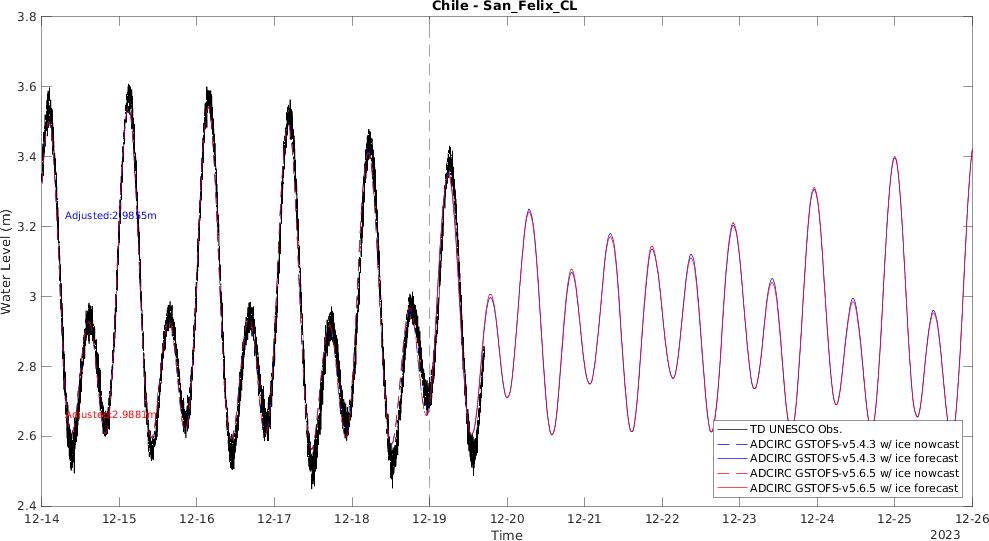 Chile - San_Felix_CL
3.8
3.6
3.4
3.2
3
2.8
2.6
2.4
Water Level (m)
Adjusted:2.9855m
Adjusted:2.9881m
TD UNESCO Obs.
ADCIRC GSTOFS-v5.4.3 w/ ice nowcast
ADCIRC GSTOFS-v5.4.3 w/ ice forecast
ADCIRC GSTOFS-v5.6.5 w/ ice nowcast
ADCIRC GSTOFS-v5.6.5 w/ ice forecast
12-14 12-15 12-16 12-17 12-18 12-19 12-20 12-21 12-22 12-23 12-24 12-25 12-26
Time
2023